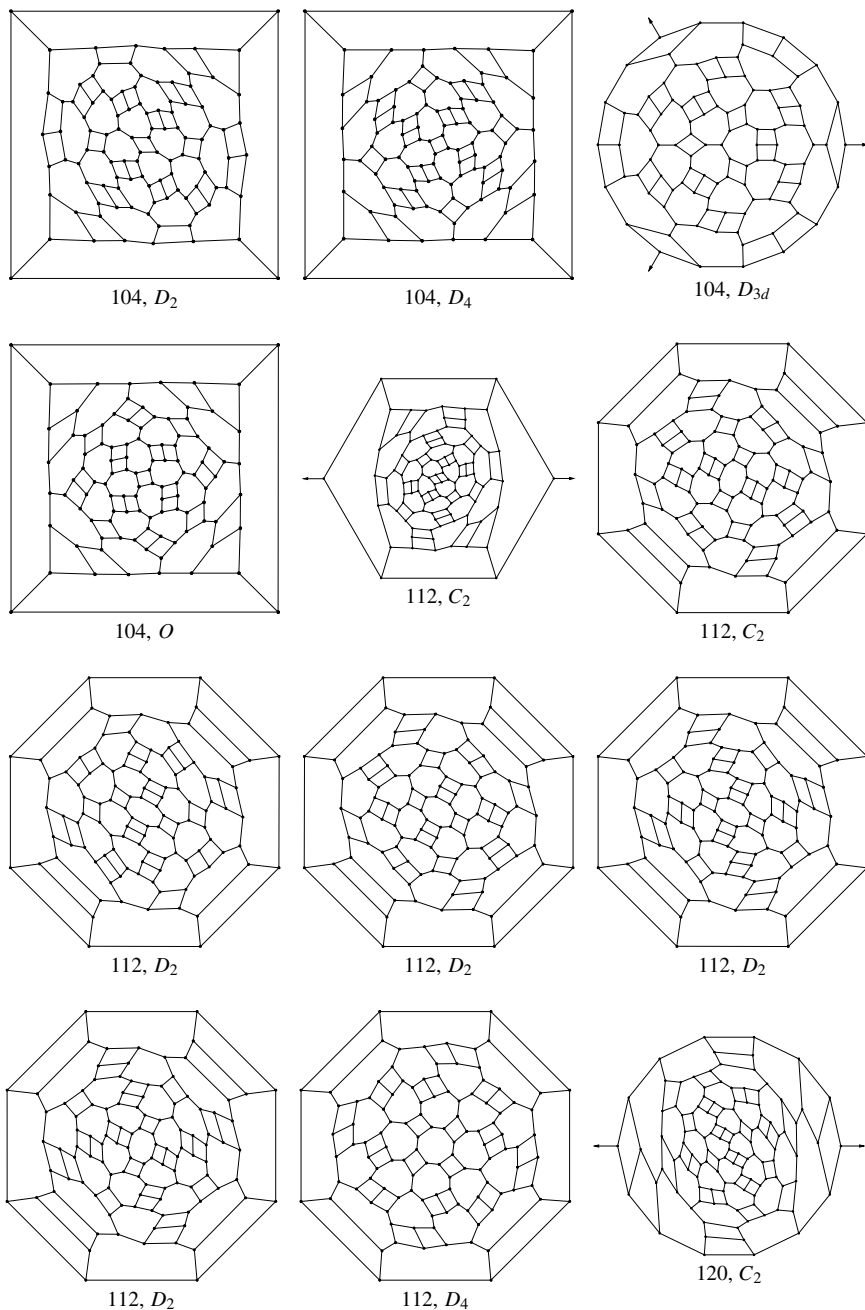 104, D₂
104, D₄
104, D₃d
104, O
112, C₂
112, C₂
112, D₂
112, D₂
112, D₂
112, D₂
112, D₄
120, C₂